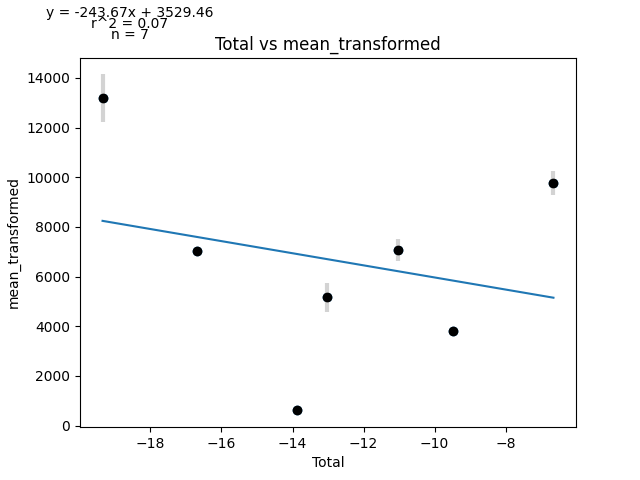 y = -243.67x + 3529.46
r^2 = 0.07
n = 7
Total vs mean_transformed
14000
12000
10000
8000
6000
4000
2000
0
mean_transformed
−18 −16 −14 −12 −10 −8
Total